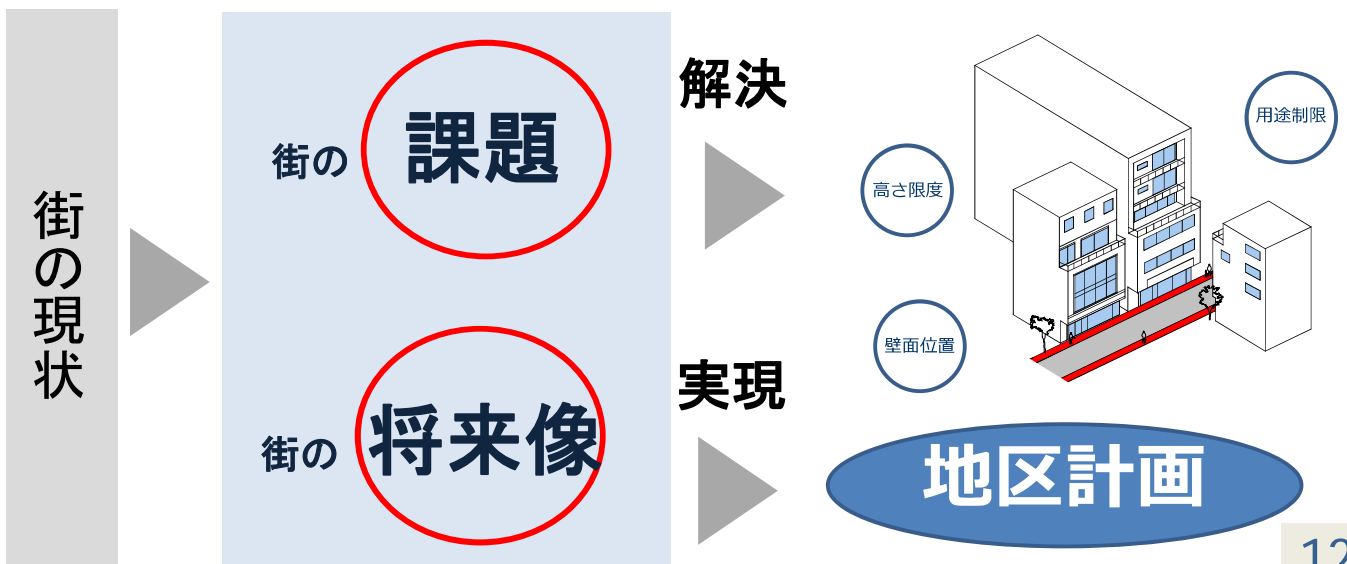 街の現状
街の 課題
街の 将来像
解決
実現
用途制限
高さ限度
壁面位置
地区計画
12